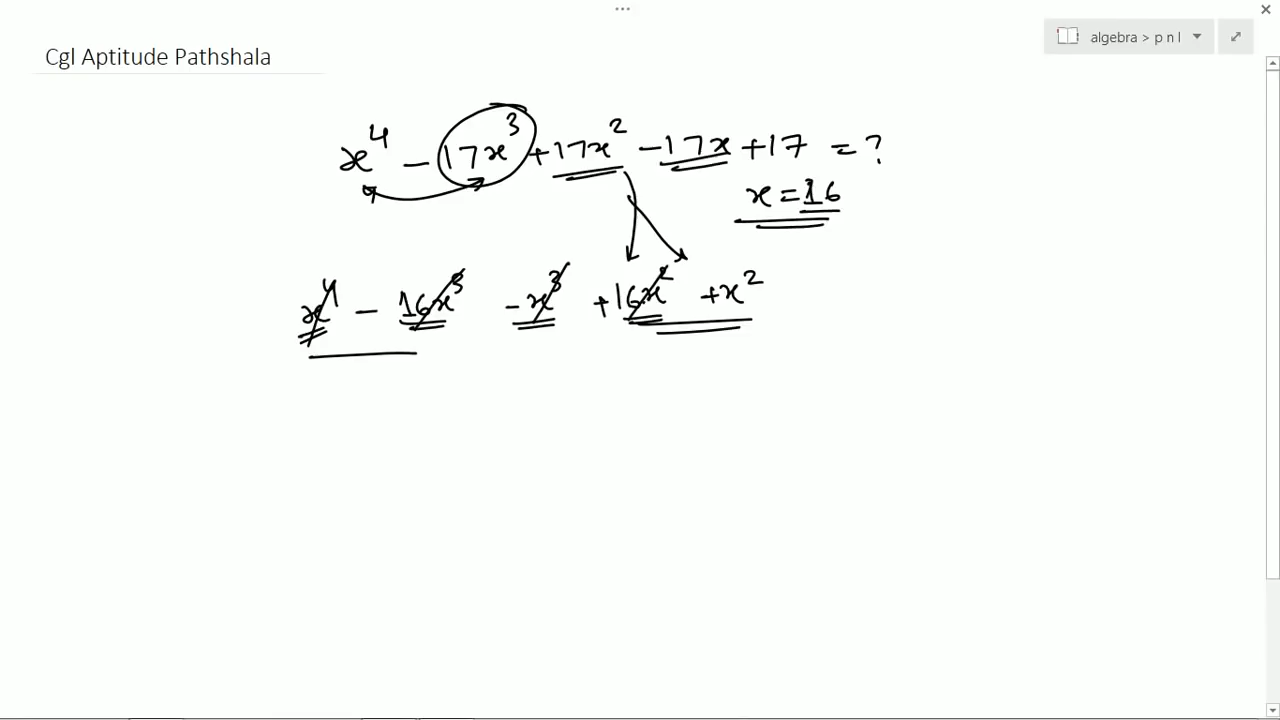 algebra > p n l
Cgl Aptitude Pathshala
x⁴ - 17x³ + 17x² - 17x + 17 = ?
x = 16
x⁴ - 16x³ - x³ + 16x² + x²